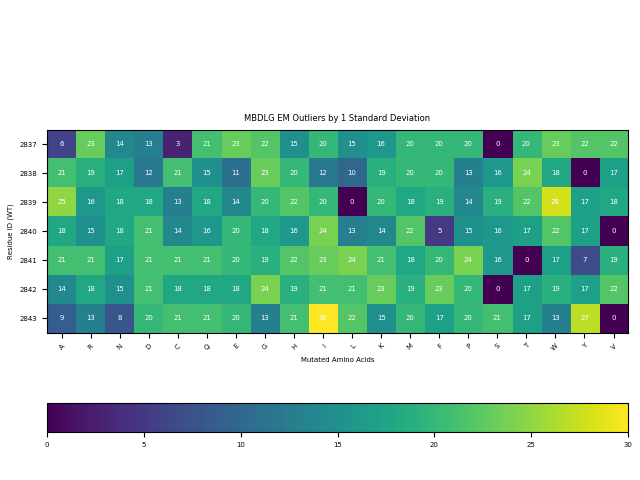 MBDLG EM Outliers by 1 Standard Deviation
Residue ID (WT)
2837 6 23 14 13 3 21 23 22 15 20 15 16 20 20 20 0 20 23 22 22
2838 21 19 17 12 21 15 11 23 20 12 10 19 20 20 13 16 24 18 0 17
2839 25 16 18 18 13 18 14 20 22 20 0 20 18 19 14 19 22 28 17 18
2840 18 15 18 21 14 16 20 18 16 24 13 14 22 5 15 16 17 22 17 0
2841 21 21 17 21 21 21 20 19 22 23 24 21 18 20 24 16 0 17 7 19
2842 14 18 15 21 18 18 18 24 19 21 21 23 19 23 20 0 17 19 17 22
2843 9 13 8 20 21 21 20 13 21 30 22 15 20 17 20 21 17 13 27 0
A R N D C Q E G H I L K M F P S T W Y V
Mutated Amino Acids
0 5 10 15 20 25 30